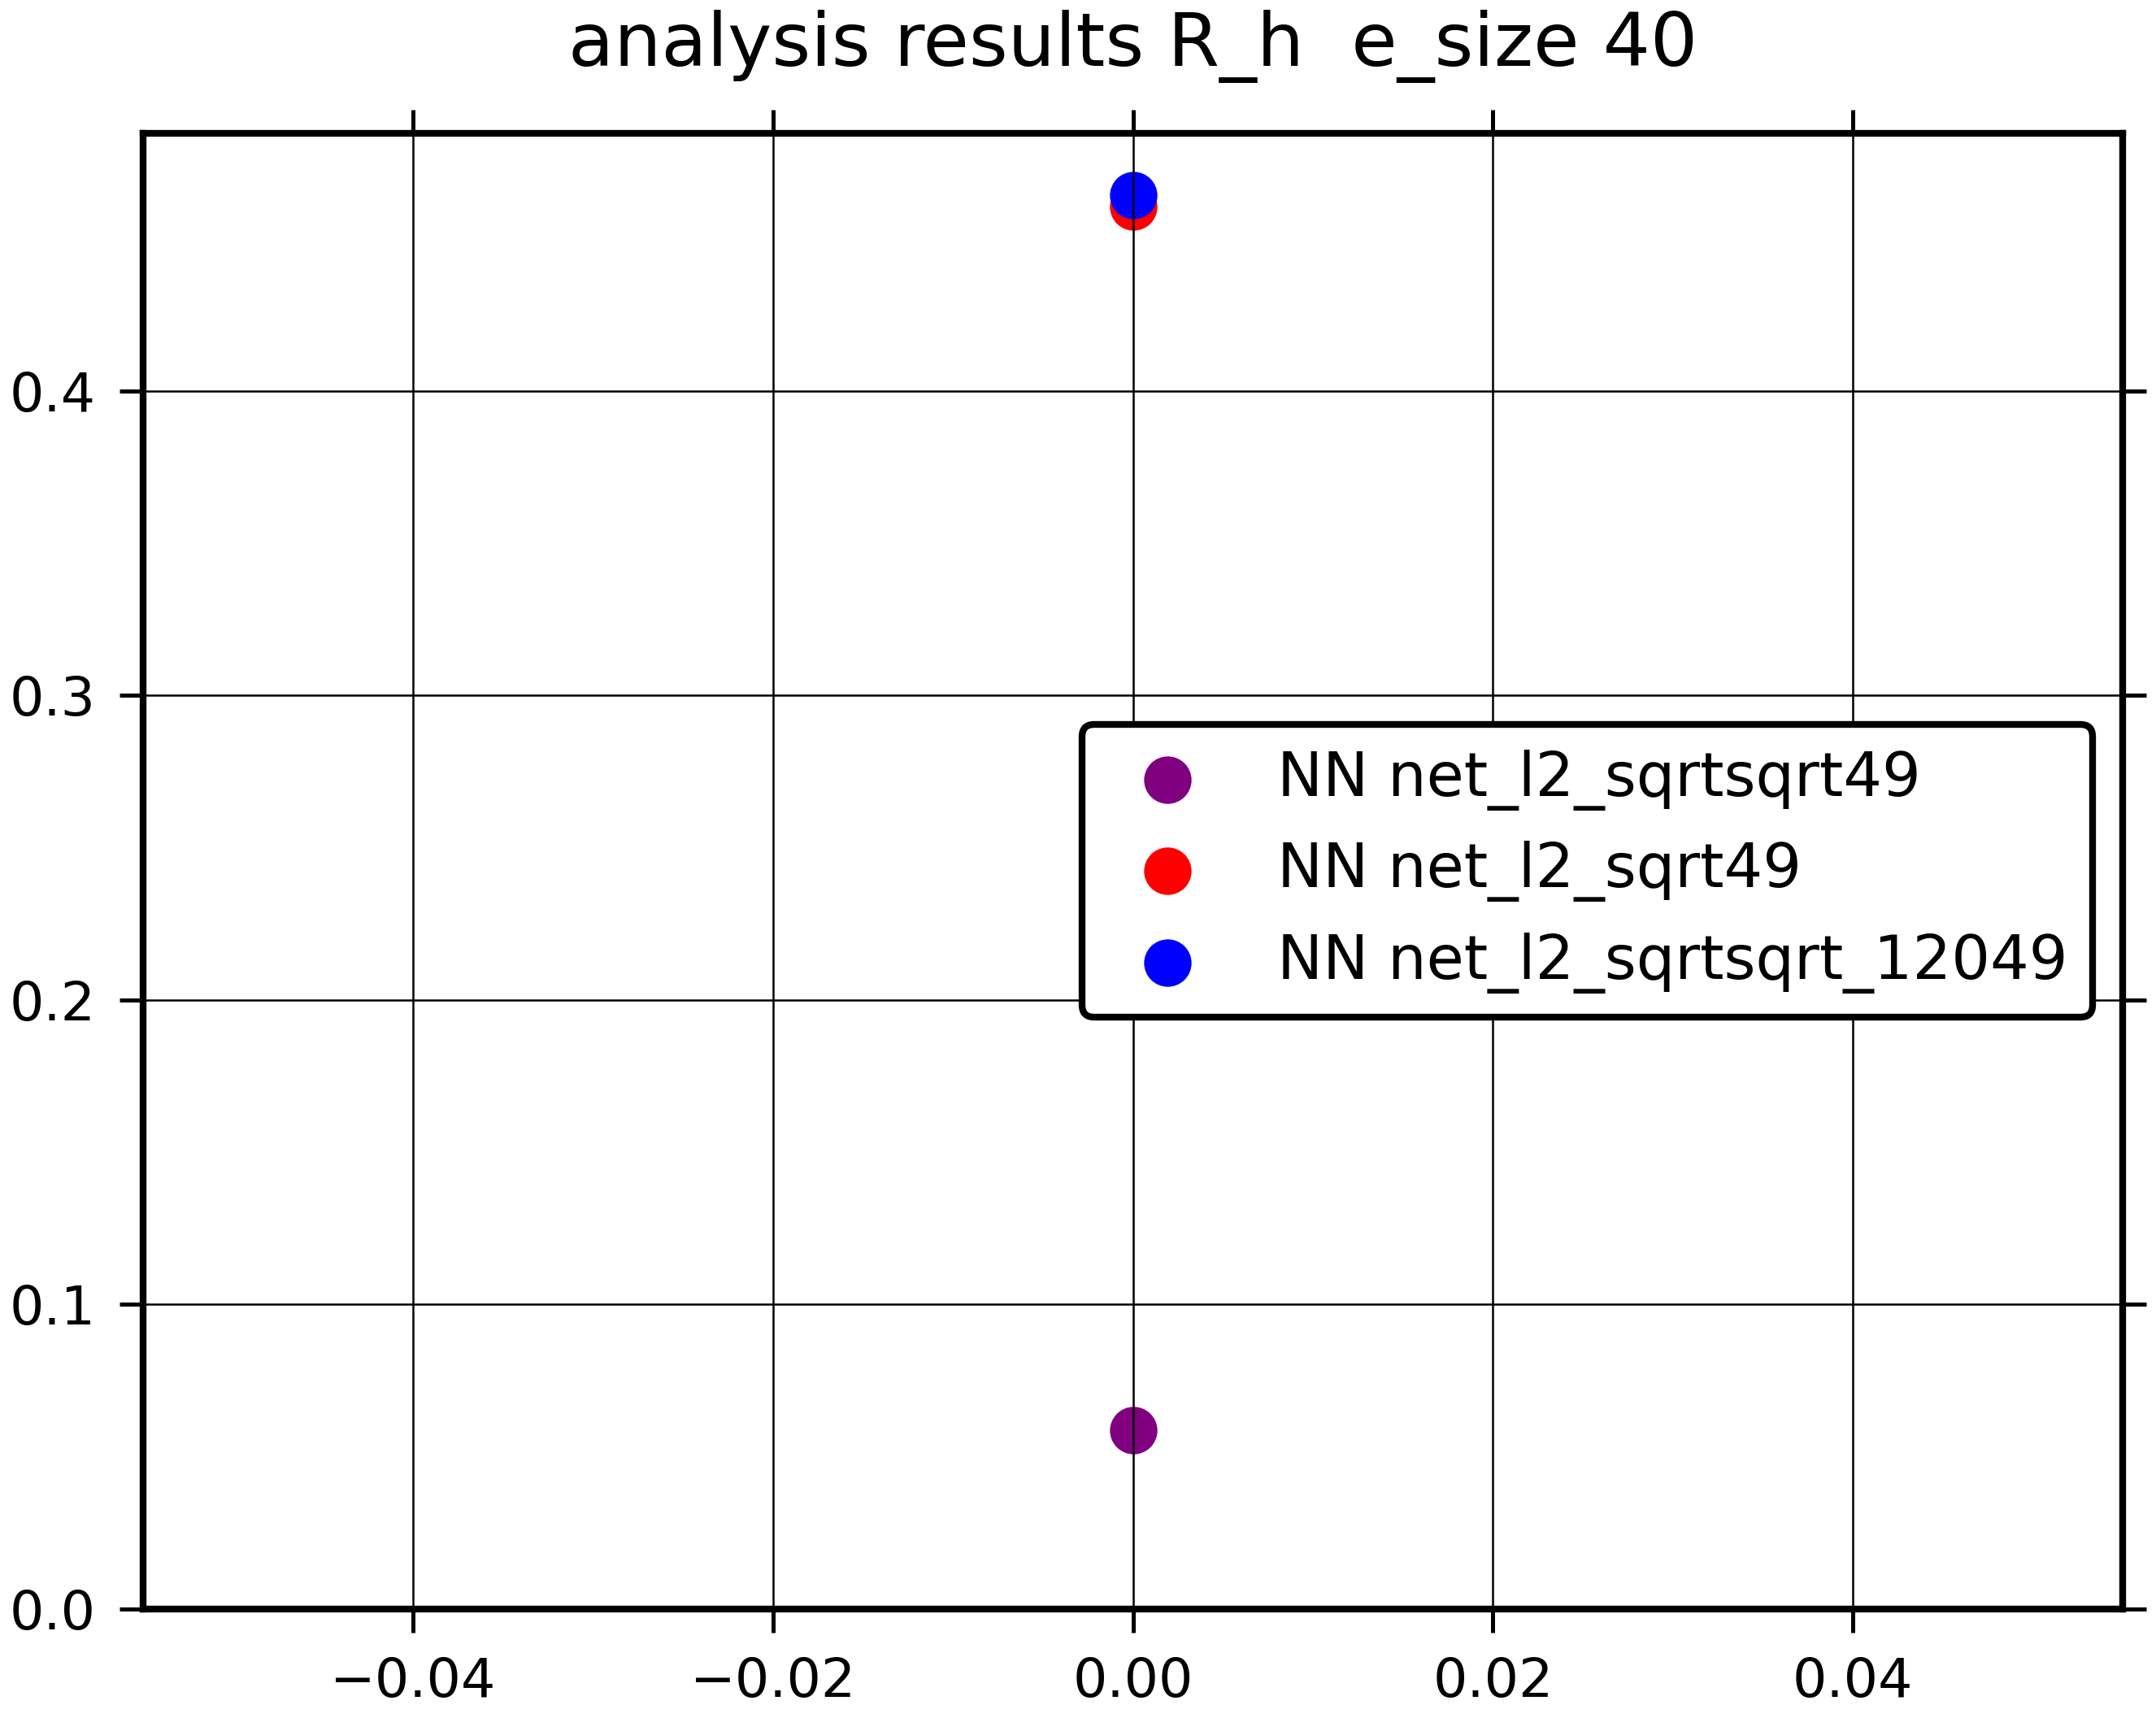 analysis results R_h  e_size 40
0.4
0.3
NN net_l2_sqrtsqrt49
NN net_l2_sqrt49
NN net_l2_sqrtsqrt_12049
0.2
0.1
0.0
−0.04 −0.02 0.00 0.02 0.04